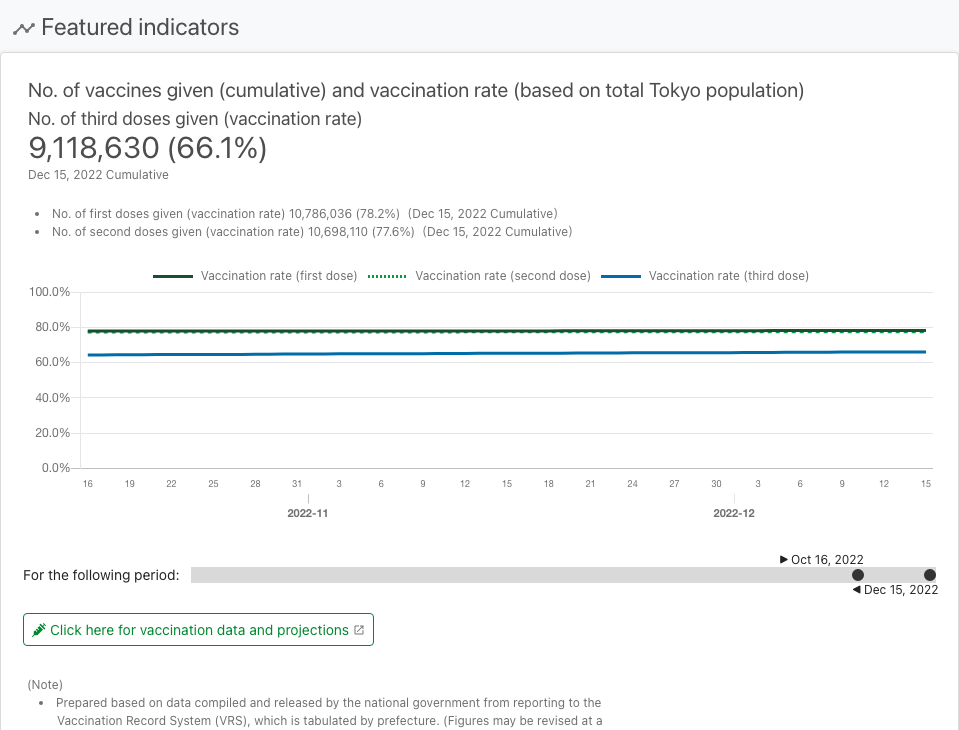 Featured indicators
No. of vaccines given (cumulative) and vaccination rate (based on total Tokyo population)
No. of third doses given (vaccination rate)
9,118,630 (66.1%)
Dec 15, 2022 Cumulative
• No. of first doses given (vaccination rate) 10,786,036 (78.2%) (Dec 15, 2022 Cumulative)
• No. of second doses given (vaccination rate) 10,698,110 (77.6%) (Dec 15, 2022 Cumulative)
Vaccination rate (first dose) Vaccination rate (second dose) Vaccination rate (third dose)
100.0%
80.0%
60.0%
40.0%
20.0%
0.0%
16 19 22 25 28 31 3 6 9 12 15 18 21 24 27 30 3 6 9 12 15
2022-11 2022-12
▶ Oct 16, 2022
For the following period:
◀ Dec 15, 2022
Click here for vaccination data and projections
(Note)
• Prepared based on data compiled and released by the national government from reporting to the
Vaccination Record System (VRS), which is tabulated by prefecture. (Figures may be revised at a